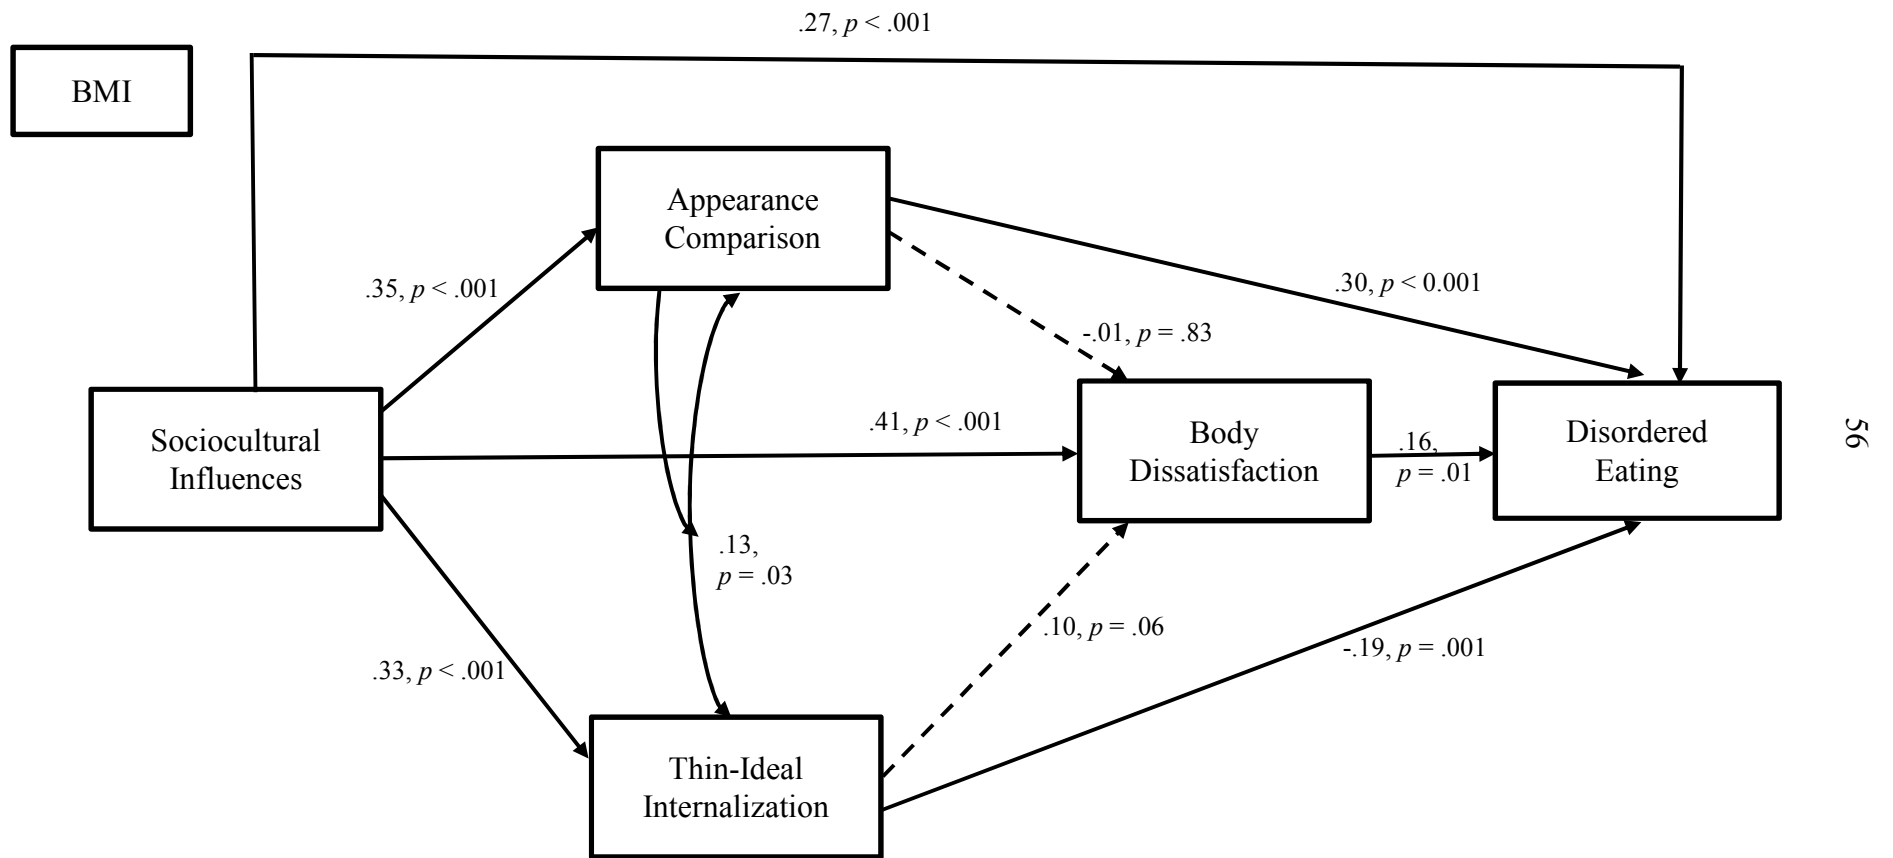 .27, p < .001
BMI
Appearance
Comparison
.35, p < .001
.30, p < 0.001
-.01, p = .83
Sociocultural
Influences
.41, p < .001
Body
Dissatisfaction
.16,
p = .01
Disordered
Eating
56
.13,
p = .03
.10, p = .06
-.19, p = .001
.33, p < .001
Thin-Ideal
Internalization